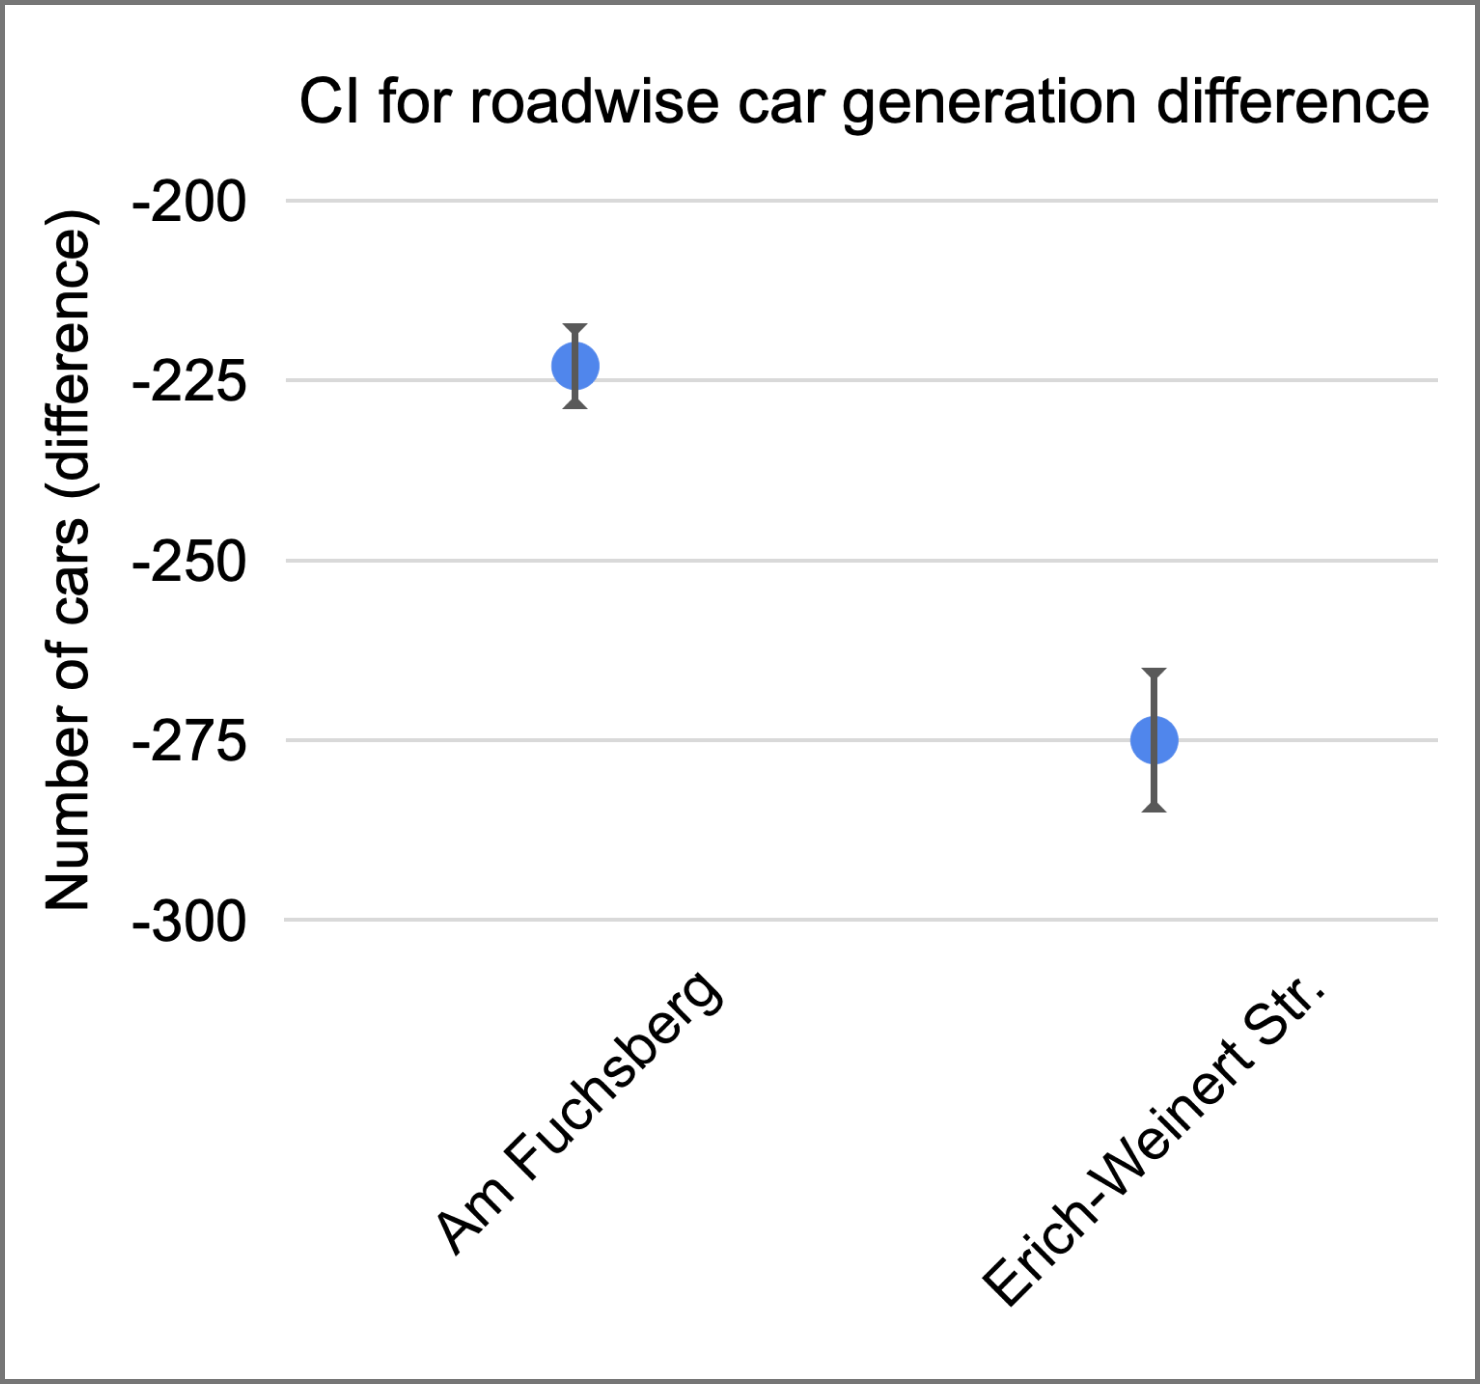 CI for roadwise car generation difference
Number of cars (difference)
-200
-225
-250
-275
-300
Am Fuchsberg
Erich-Weinert Str.